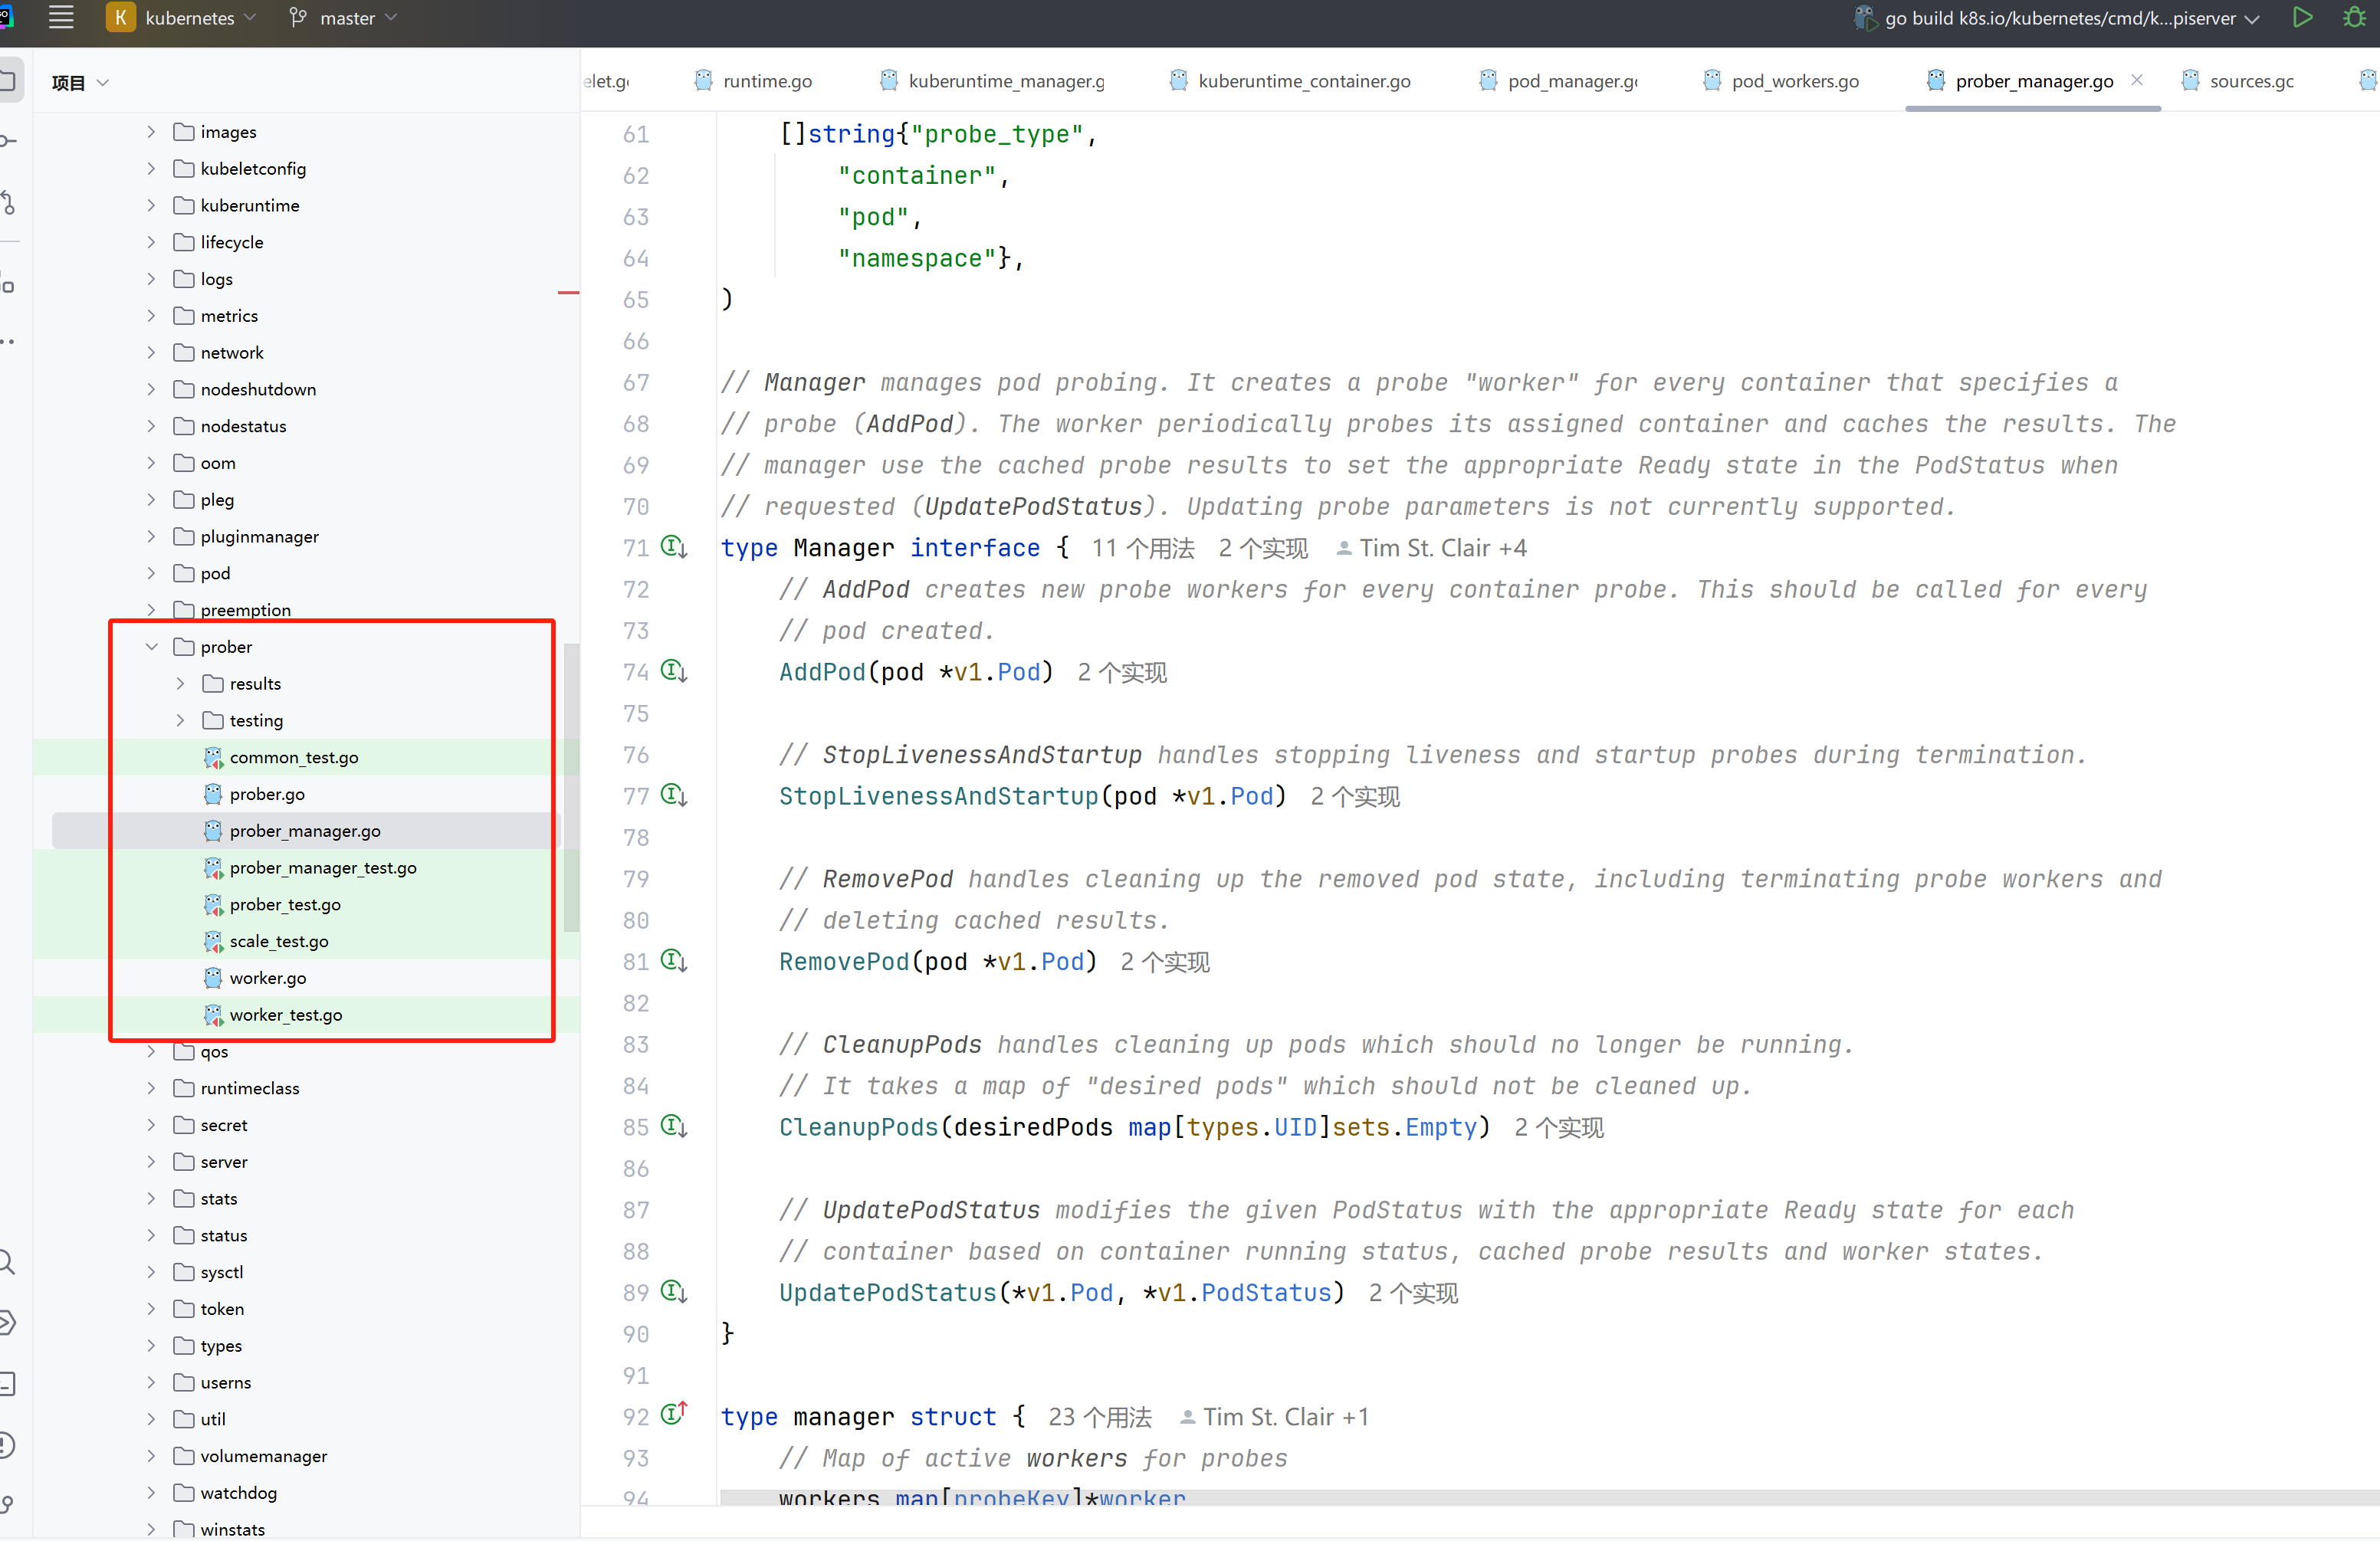 K kubernetes master go build k8s.io/kubernetes/cmd/k...piserver
项目
elet.go runtime.go kuberuntime_manager.g kuberuntime_container.go pod_manager.g pod_workers.go prober_manager.go sources.gc
images
kubeletconfig
kuberuntime
lifecycle
logs
metrics
network
nodeshutdown
nodestatus
oom
pleg
pluginmanager
pod
preemption
prober
results
testing
common_test.go
prober.go
prober_manager.go
prober_manager_test.go
prober_test.go
scale_test.go
worker.go
worker_test.go
qos
runtimeclass
secret
server
stats
status
sysctl
token
types
userns
util
volumemanager
watchdog
winstats
61 []string{"probe_type",
62 "container",
63 "pod",
64 "namespace"},
65 )
66
67 // Manager manages pod probing. It creates a probe "worker" for every container that specifies a
68 // probe (AddPod). The worker periodically probes its assigned container and caches the results. The
69 // manager use the cached probe results to set the appropriate Ready state in the PodStatus when
70 // requested (UpdatePodStatus). Updating probe parameters is not currently supported.
71 type Manager interface { 11 个用法 2 个实现 Tim St. Clair +4
72 // AddPod creates new probe workers for every container probe. This should be called for every
73 // pod created.
74 AddPod(pod *v1.Pod) 2 个实现
75
76 // StopLivenessAndStartup handles stopping liveness and startup probes during termination.
77 StopLivenessAndStartup(pod *v1.Pod) 2 个实现
78
79 // RemovePod handles cleaning up the removed pod state, including terminating probe workers and
80 // deleting cached results.
81 RemovePod(pod *v1.Pod) 2 个实现
82
83 // CleanupPods handles cleaning up pods which should no longer be running.
84 // It takes a map of "desired pods" which should not be cleaned up.
85 CleanupPods(desiredPods map[types.UID]sets.Empty) 2 个实现
86
87 // UpdatePodStatus modifies the given PodStatus with the appropriate Ready state for each
88 // container based on container running status, cached probe results and worker states.
89 UpdatePodStatus(*v1.Pod, *v1.PodStatus) 2 个实现
90 }
91
92 type manager struct { 23 个用法 Tim St. Clair +1
93 // Map of active workers for probes
94 workers map[probeKey]*worker